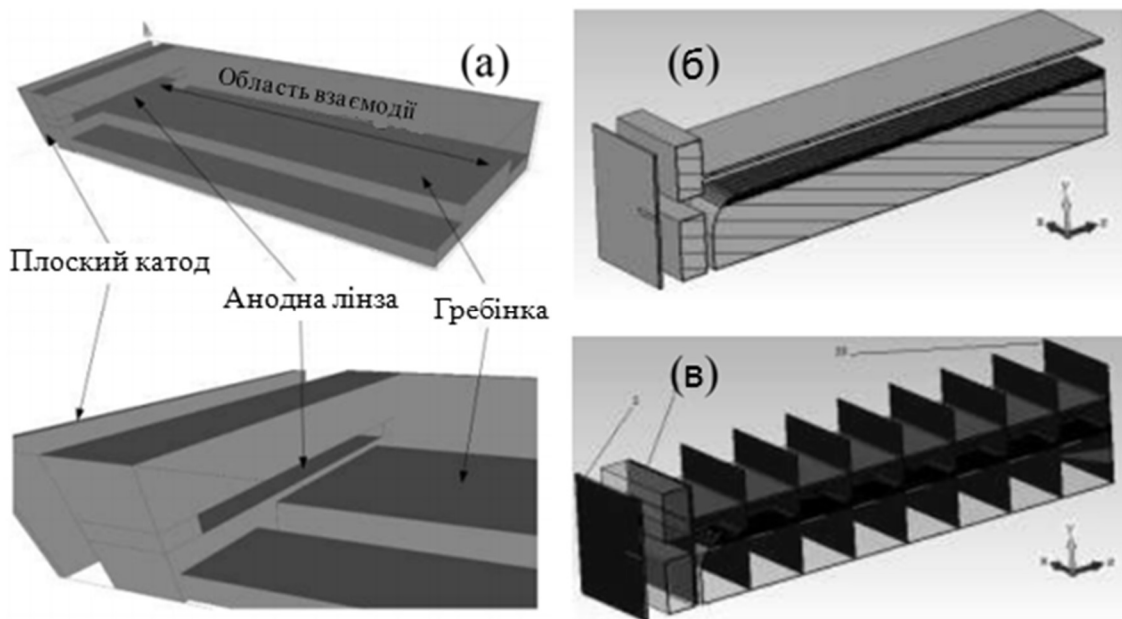 (а)
Область взаємодії
Плоский катод
Анодна лінза
Гребінка
(б)
(в)